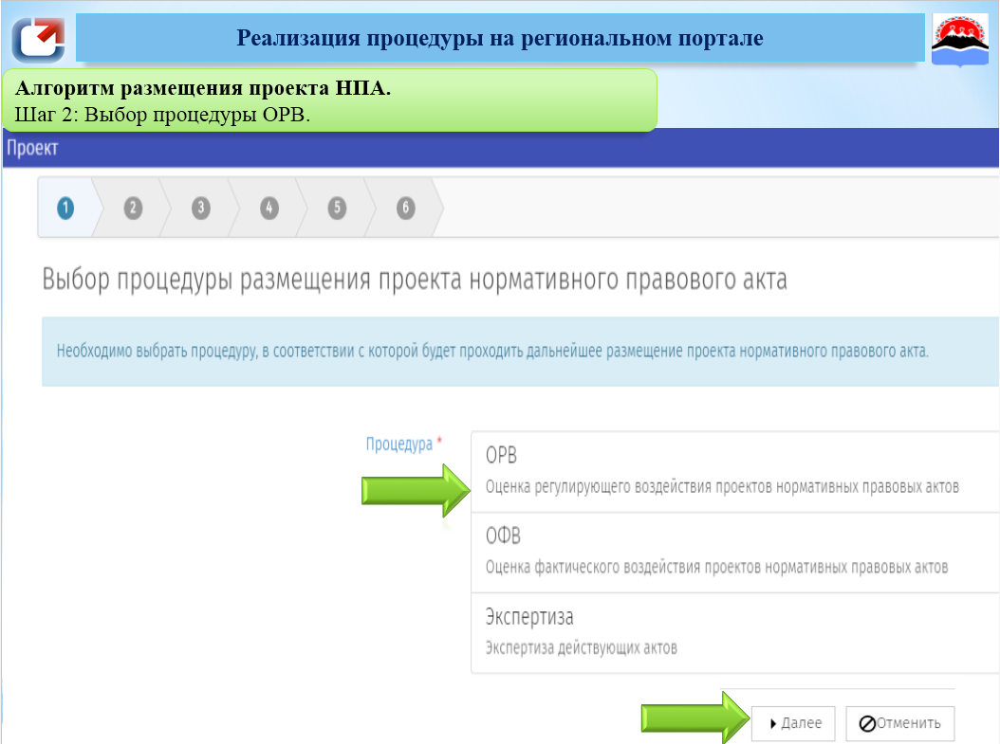 Реализация процедуры на региональном портале
Алгоритм размещения проекта НПА.
Шаг 2: Выбор процедуры ОРВ.
Проект
1 2 3 4 5 6
Выбор процедуры размещения проекта нормативного правового акта
Необходимо выбрать процедуру, в соответствии с которой будет проходить дальнейшее размещение проекта нормативного правового акта.
Процедура *
ОРВ
Оценка регулирующего воздействия проектов нормативных правовых актов
ОФВ
Оценка фактического воздействия проектов нормативных правовых актов
Экспертиза
Экспертиза действующих актов
Далее
Отменить